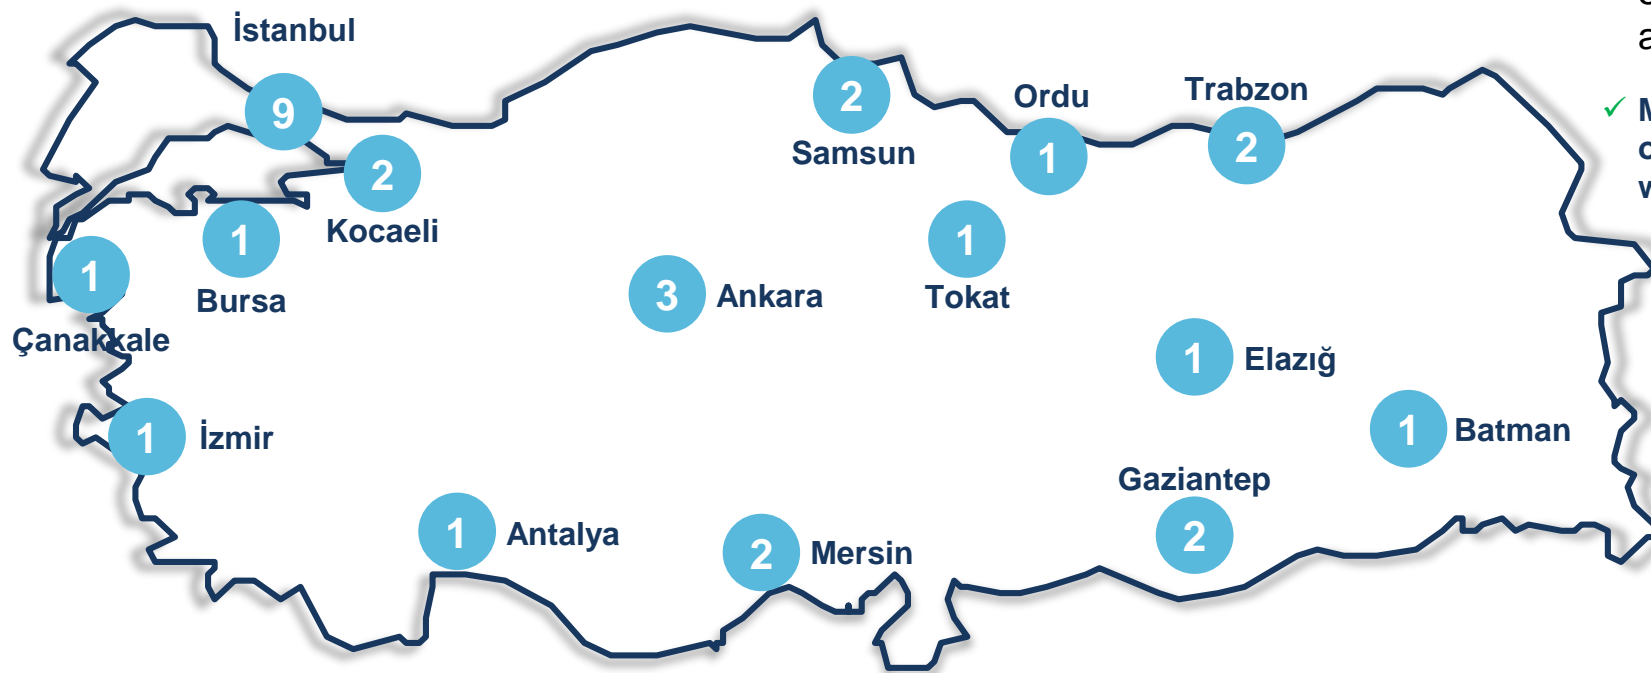 İstanbul
9
2
Kocaeli
1
Bursa
1
Çanakkale
1
İzmir
3 Ankara
2
Samsun
Ordu
1
Trabzon
2
1
Tokat
1 Elazığ
1 Batman
Gaziantep
2
1 Antalya
2 Mersin
✓